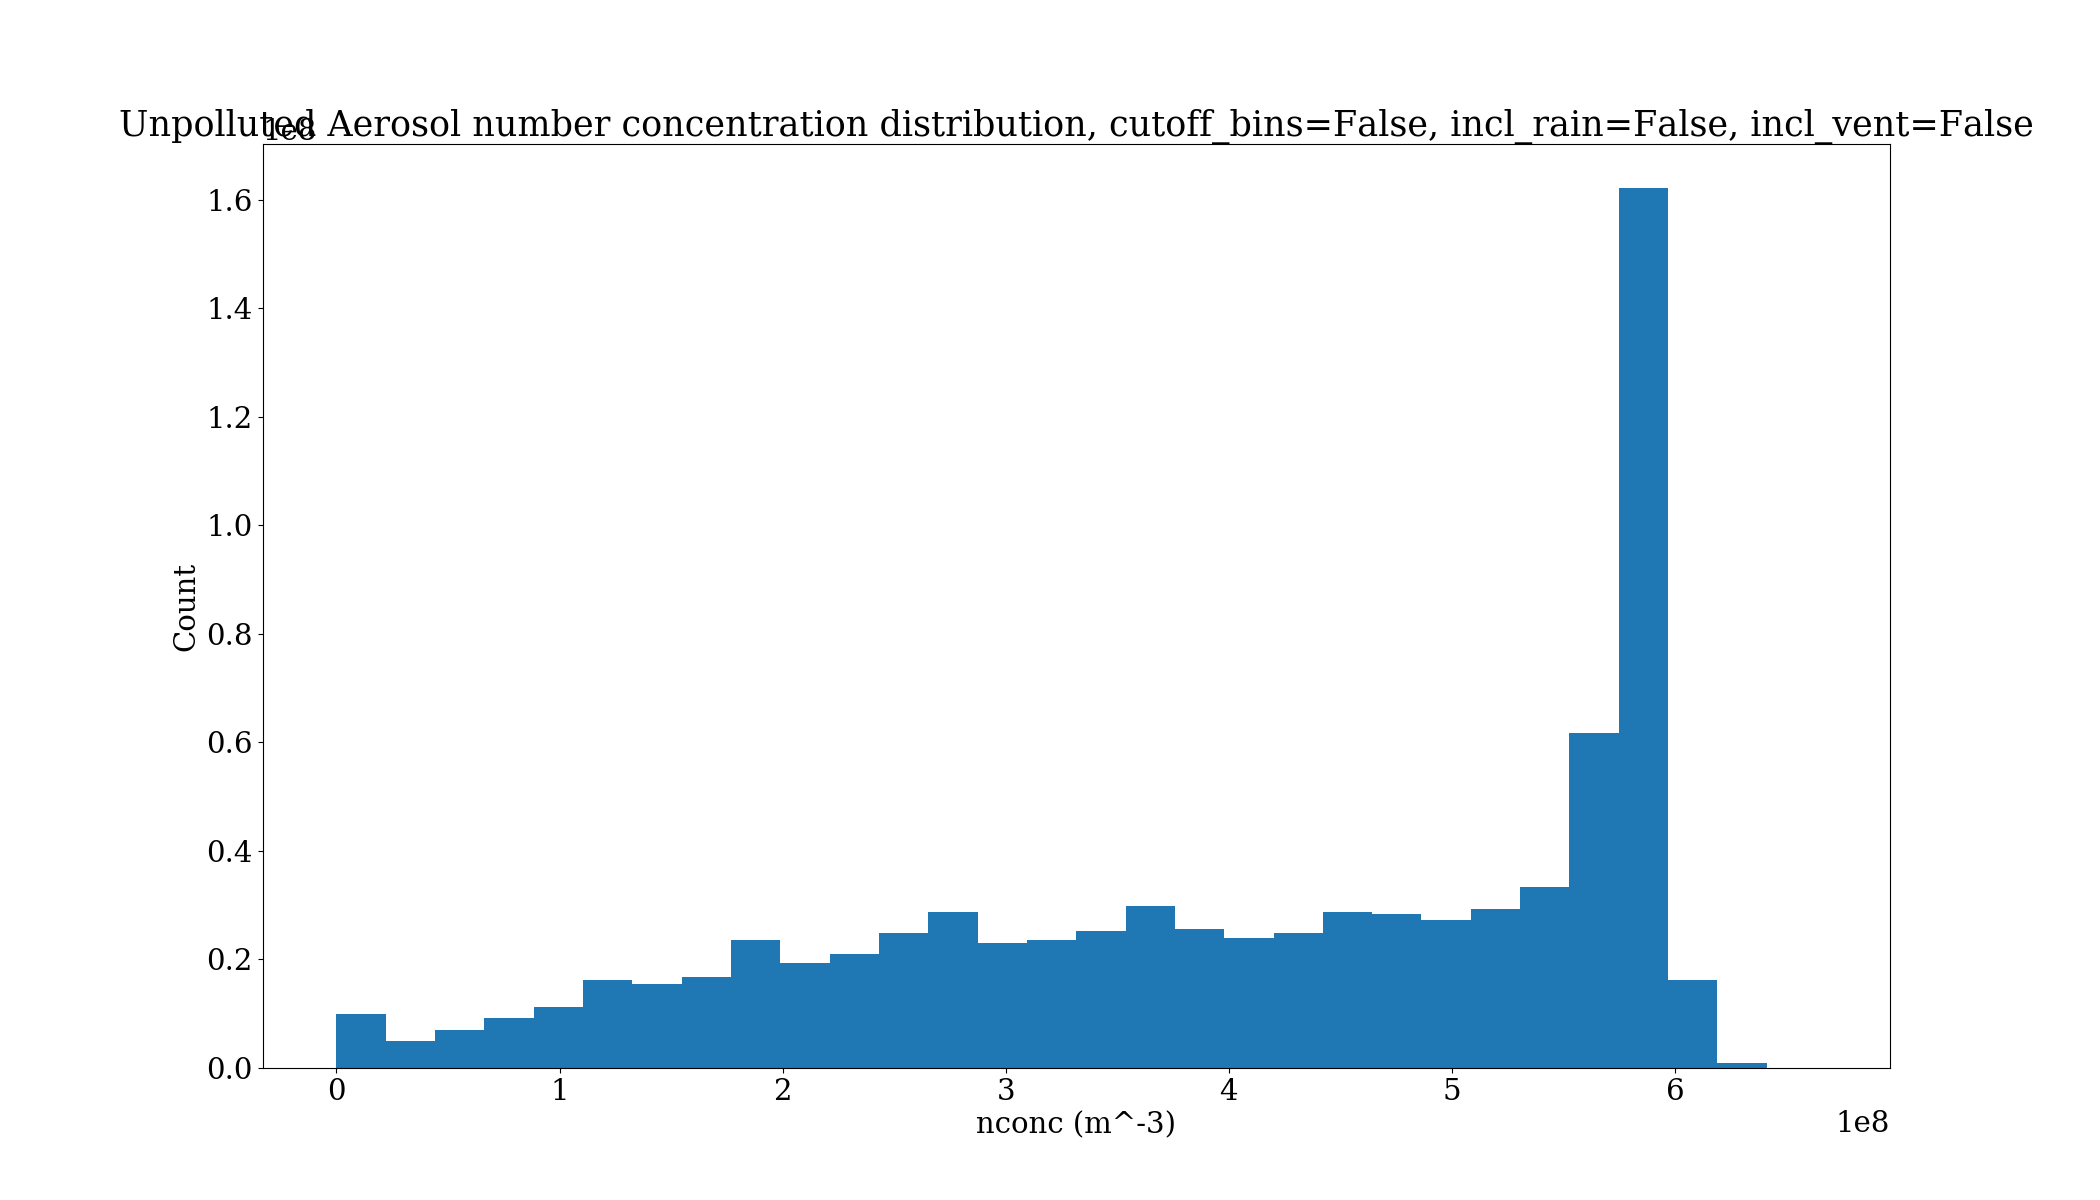 Unpolluted Aerosol number concentration distribution, cutoff_bins=False, incl_rain=False, incl_vent=False
1e8
1.6
1.4
1.2
1.0
0.8
0.6
0.4
0.2
0.0
Count
0 1 2 3 4 5 6
nconc (m^-3)
1e8